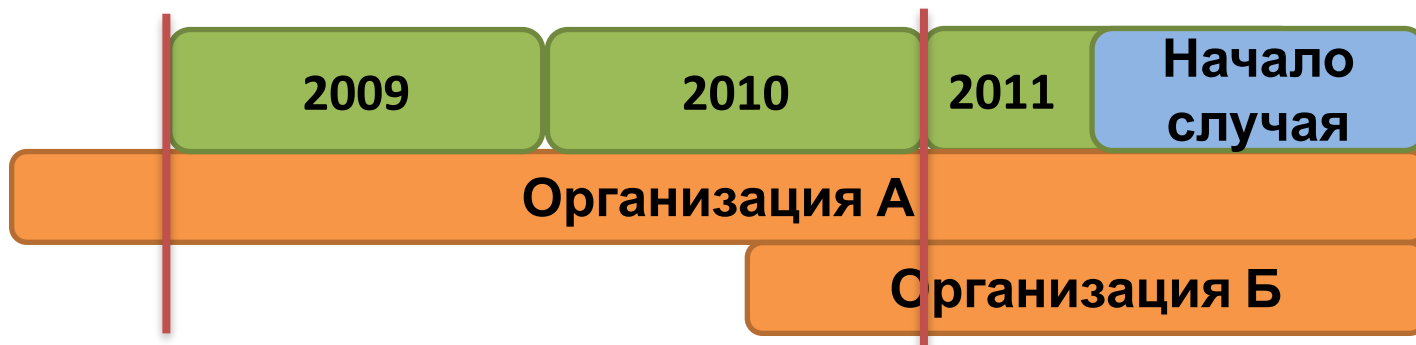 2009
2010
2011
Начало
случая
Организация А
Организация Б